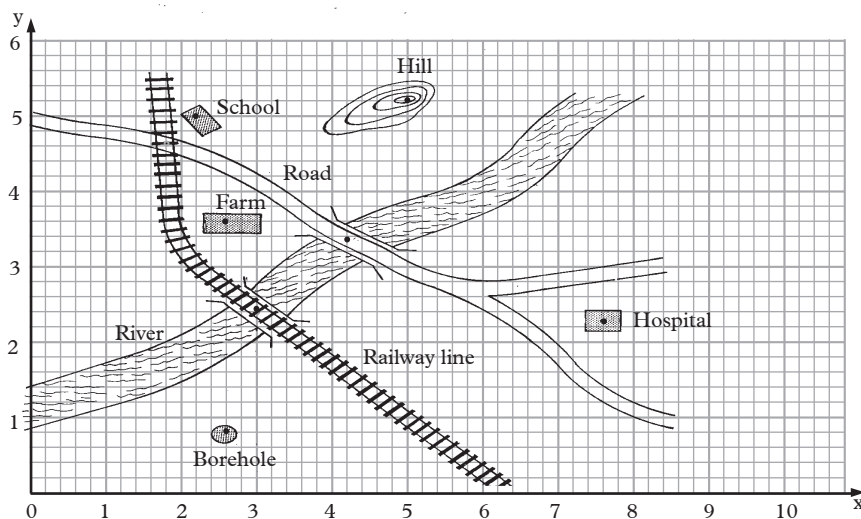 y
6
Hill
5
School
Road
4
Farm
3
River
Hospital
2
Railway line
1
Borehole
0 1 2 3 4 5 6 7 8 9 10 x